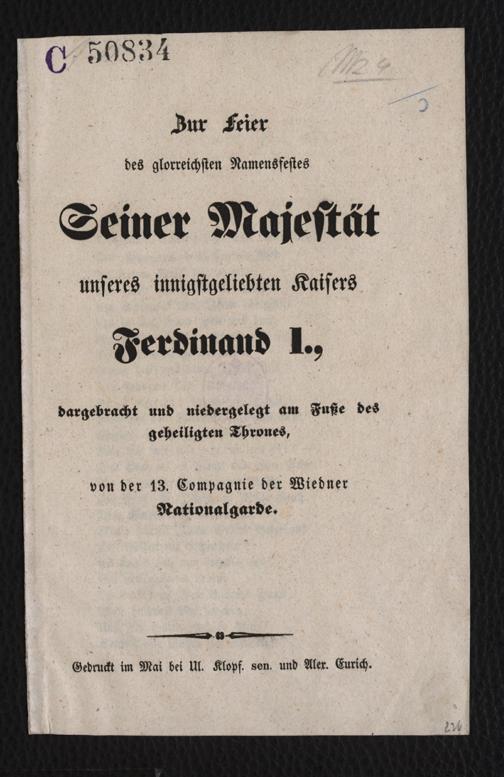 C 50834
Zur Feier
des glorreichsten Namensfestes
Seiner Majestät
unseres innigstgeliebten Kaisers
Ferdinand I.,
dargebracht und niedergelegt am Fuße des
geheiligten Thrones,
von der 13. Compagnie der Wiedner
Nationalgarde.
Gedruckt im Mai bei Ul. Klopf. sen. und Alex. Eurich.